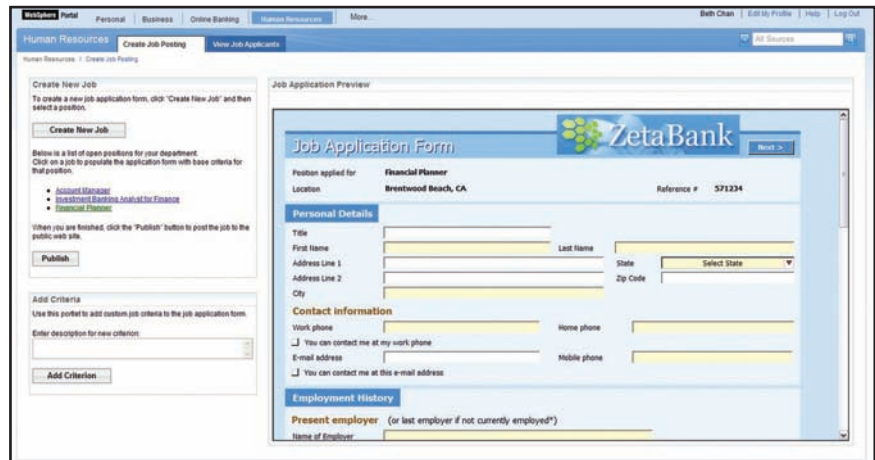 WebSphere Portal Personal Business Online Banking Human Resources More... Beth Chan Edit My Profile Help Log Out
Human Resources Create Job Posting View Job Applicants All Sources
Human Resources / Create Job Posting
Create New Job
To create a new job application form, click "Create New Job" and then
select a position.
Create New Job
Below is a list of open positions for your department.
Click on a job to populate the application form with base criteria for
that position.
Account Manager
Investment Banking Analyst for Finance
Financial Planner
When you are finished, click the "Publish" button to post the job to the
public web site.
Publish
Add Criteria
Use this portlet to add custom job criteria to the job application form.
Enter description for new criterion:
Add Criterion
Job Application Preview
Job Application Form ZetaBank Next >
Position applied for Financial Planner
Location Brentwood Beach, CA Reference # 571234
Personal Details
Title
First Name Last Name
Address Line 1 State Select State
Address Line 2 Zip Code
City
Contact information
Work phone Home phone
You can contact me at my work phone
E-mail address Mobile phone
You can contact me at this e-mail address
Employment History
Present employer (or last employer if not currently employed*)
Name of Employer